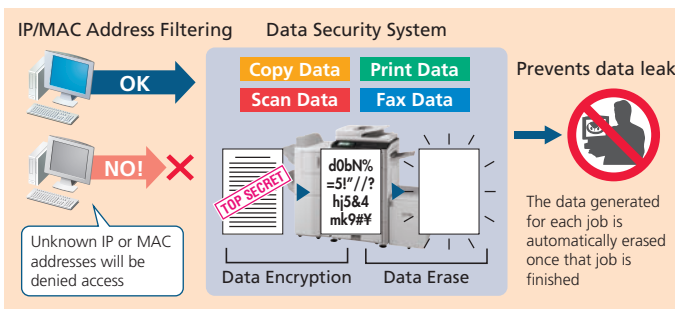 IP/MAC Address Filtering
Data Security System
OK
NO!
Unknown IP or MAC
addresses will be
denied access
Copy Data
Print Data
Scan Data
Fax Data
TOP SECRET
d0bN%
=5!"//?
hj5&4
mk9#¥
Data Encryption
Data Erase
Prevents data leak
The data generated
for each job is
automatically erased
once that job is
finished